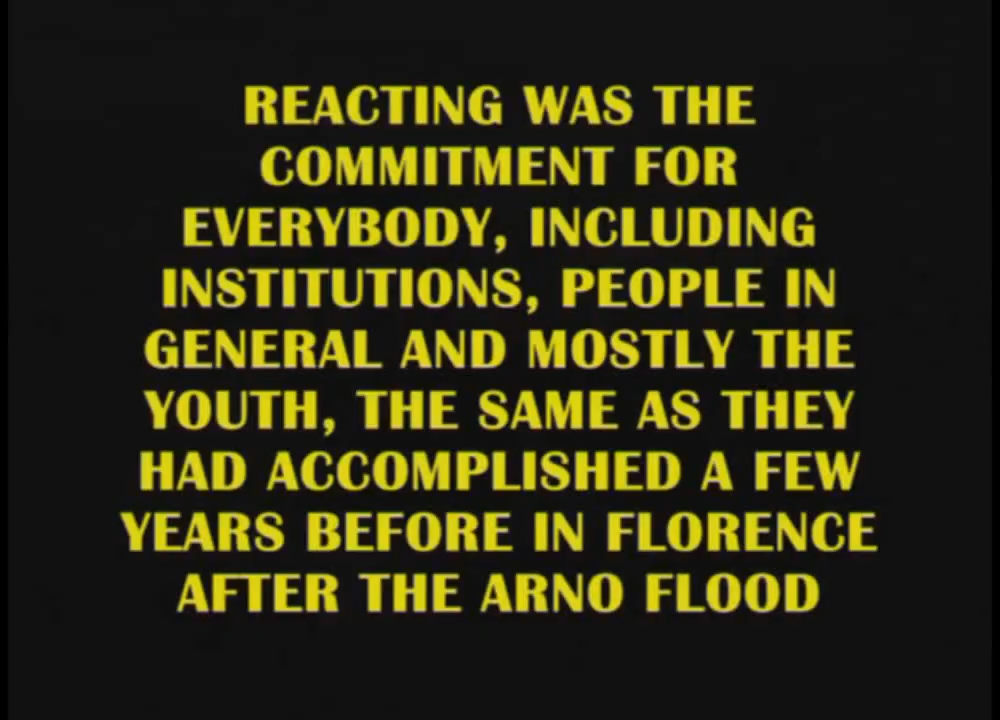 REACTING WAS THE
COMMITMENT FOR
EVERYBODY, INCLUDING
INSTITUTIONS, PEOPLE IN
GENERAL AND MOSTLY THE
YOUTH, THE SAME AS THEY
HAD ACCOMPLISHED A FEW
YEARS BEFORE IN FLORENCE
AFTER THE ARNO FLOOD